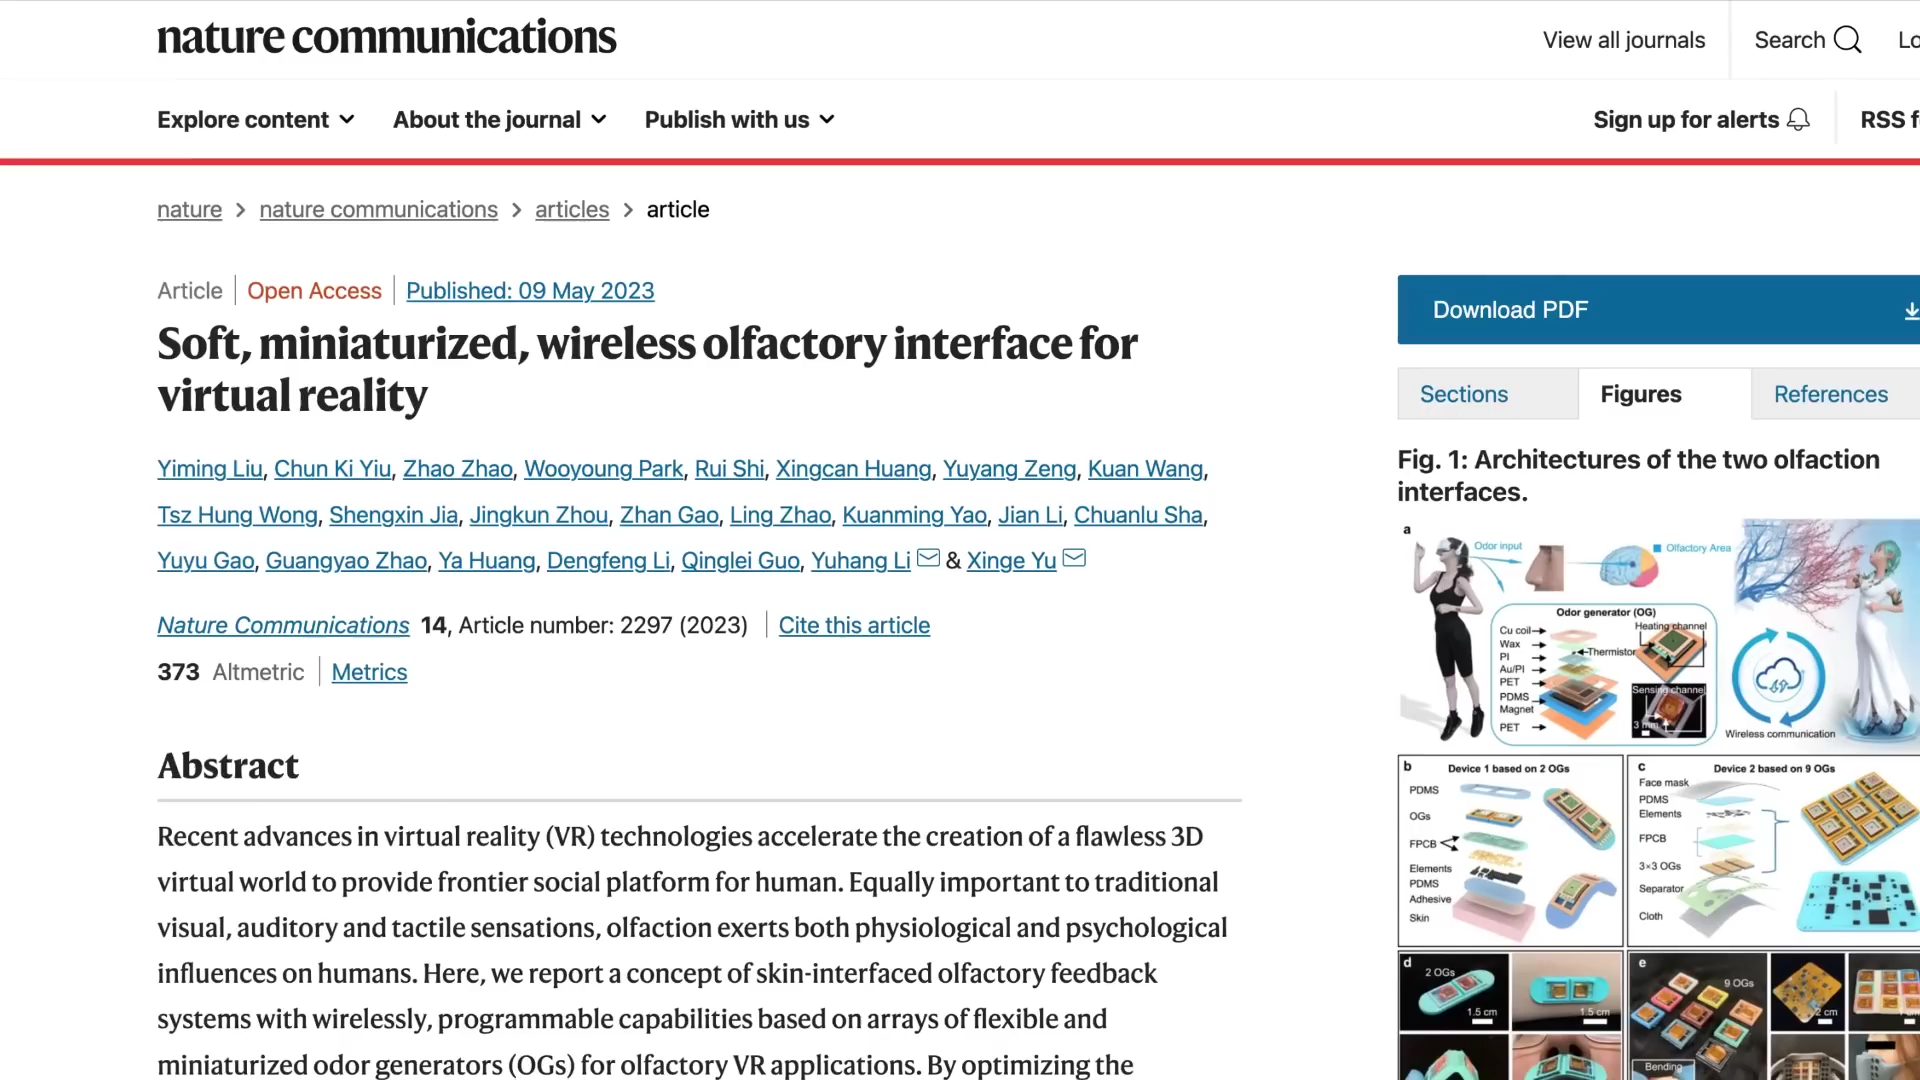 nature communications
View all journals
Search
Lo
Explore content
About the journal
Publish with us
Sign up for alerts
RSS f
nature > nature communications > articles > article
Article | Open Access | Published: 09 May 2023
Soft, miniaturized, wireless olfactory interface for
virtual reality
Yiming Liu, Chun Ki Yiu, Zhao Zhao, Wooyoung Park, Rui Shi, Xingcan Huang, Yuyang Zeng, Kuan Wang,
Tsz Hung Wong, Shengxin Jia, Jingkun Zhou, Zhan Gao, Ling Zhao, Kuanming Yao, Jian Li, Chuanlu Sha,
Yuyu Gao, Guangyao Zhao, Ya Huang, Dengfeng Li, Qinglei Guo, Yuhang Li & Xinge Yu
Nature Communications 14, Article number: 2297 (2023) | Cite this article
373 Altmetric | Metrics
Abstract
Recent advances in virtual reality (VR) technologies accelerate the creation of a flawless 3D
virtual world to provide frontier social platform for human. Equally important to traditional
visual, auditory and tactile sensations, olfaction exerts both physiological and psychological
influences on humans. Here, we report a concept of skin-interfaced olfactory feedback
systems with wirelessly, programmable capabilities based on arrays of flexible and
miniaturized odor generators (OGs) for olfactory VR applications. By optimizing the
Download PDF
Sections
Figures
References
Fig. 1: Architectures of the two olfaction
interfaces.
a
Odor input
Olfactory Area
Odor generator (OG)
Cu coil
Wax
PI
Au/PI
PET
PDMS
Magnet
PET
Thermistor
Heating channel
Sensing channel
3 mm
Wireless communication
b
Device 1 based on 2 OGs
PDMS
OGs
FPCB
Elements
PDMS
Adhesive
Skin
c
Device 2 based on 9 OGs
Face mask
PDMS
Elements
FPCB
3×3 OGs
Separator
Cloth
d
2 OGs
1.5 cm
1.5 cm
e
9 OGs
2 cm
Bending